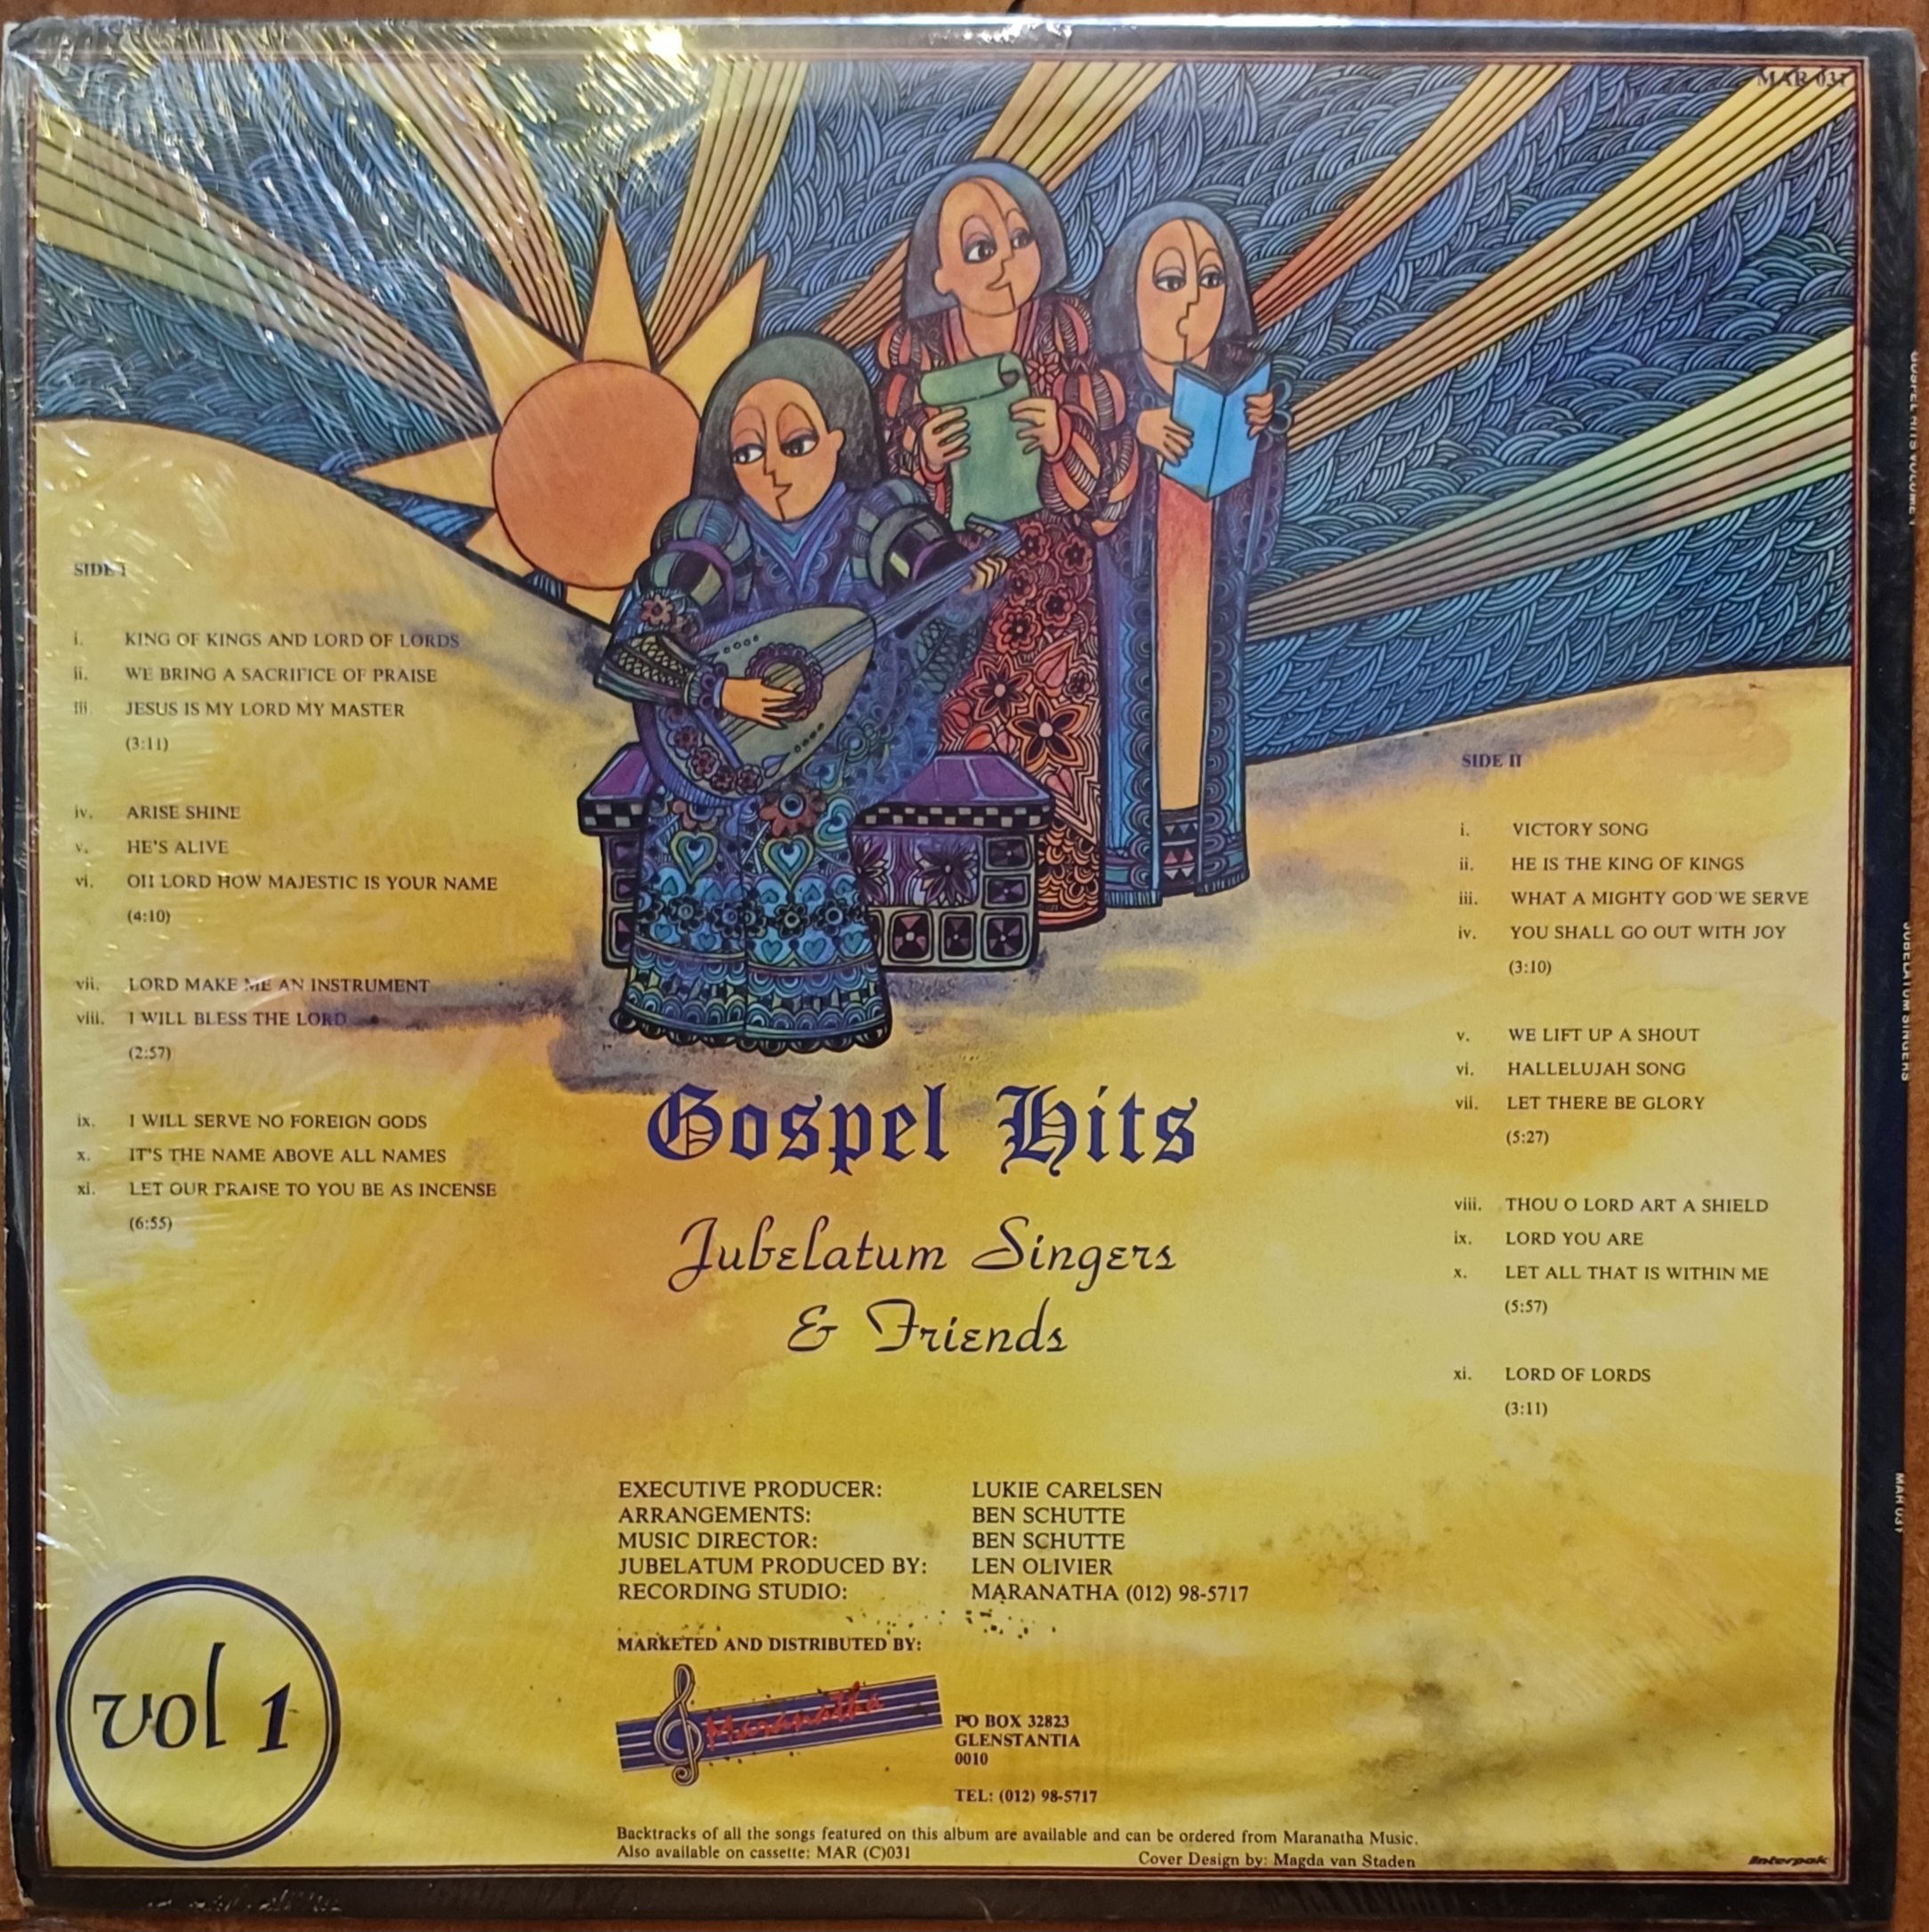 MAR 031
SIDE I
i. KING OF KINGS AND LORD OF LORDS
ii. WE BRING A SACRIFICE OF PRAISE
iii. JESUS IS MY LORD MY MASTER
(3:11)
iv. ARISE SHINE
v. HE'S ALIVE
vi. OH LORD HOW MAJESTIC IS YOUR NAME
(4:10)
vii. LORD MAKE ME AN INSTRUMENT
viii. I WILL BLESS THE LORD
(2:57)
ix. I WILL SERVE NO FOREIGN GODS
x. IT'S THE NAME ABOVE ALL NAMES
xi. LET OUR PRAISE TO YOU BE AS INCENSE
(6:55)
SIDE II
i. VICTORY SONG
ii. HE IS THE KING OF KINGS
iii. WHAT A MIGHTY GOD WE SERVE
iv. YOU SHALL GO OUT WITH JOY
(3:10)
v. WE LIFT UP A SHOUT
vi. HALLELUJAH SONG
vii. LET THERE BE GLORY
(5:27)
viii. THOU O LORD ART A SHIELD
ix. LORD YOU ARE
x. LET ALL THAT IS WITHIN ME
(5:57)
xi. LORD OF LORDS
(3:11)
Gospel Hits
Jubelatum Singers
& Friends
EXECUTIVE PRODUCER: LUKIE CARELSEN
ARRANGEMENTS: BEN SCHUTTE
MUSIC DIRECTOR: BEN SCHUTTE
JUBELATUM PRODUCED BY: LEN OLIVIER
RECORDING STUDIO: MARANATHA (012) 98-5717
MARKETED AND DISTRIBUTED BY:
Maranatha
PO BOX 32823
GLENSTANTIA
0010
TEL: (012) 98-5717
vol 1
Backtracks of all the songs featured on this album are available and can be ordered from Maranatha Music.
Also available on cassette: MAR (C)031
Cover Design by: Magda van Staden
Interpak
GOSPEL HITS VOLUME 1
JUBELATUM SINGERS
MAR 031